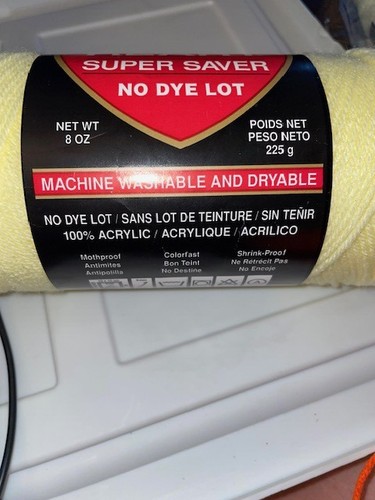 SUPER SAVER
NO DYE LOT
NET WT
8 OZ
POIDS NET
PESO NETO
225 g
MACHINE WASHABLE AND DRYABLE
NO DYE LOT / SANS LOT DE TEINTURE / SIN TEÑIR
100% ACRYLIC / ACRYLIQUE / ACRILICO
Mothproof
Antimites
Antipolilla
Colorfast
Bon Teint
No Destine
Shrink-Proof
Ne Rétrécit Pas
No Encoje